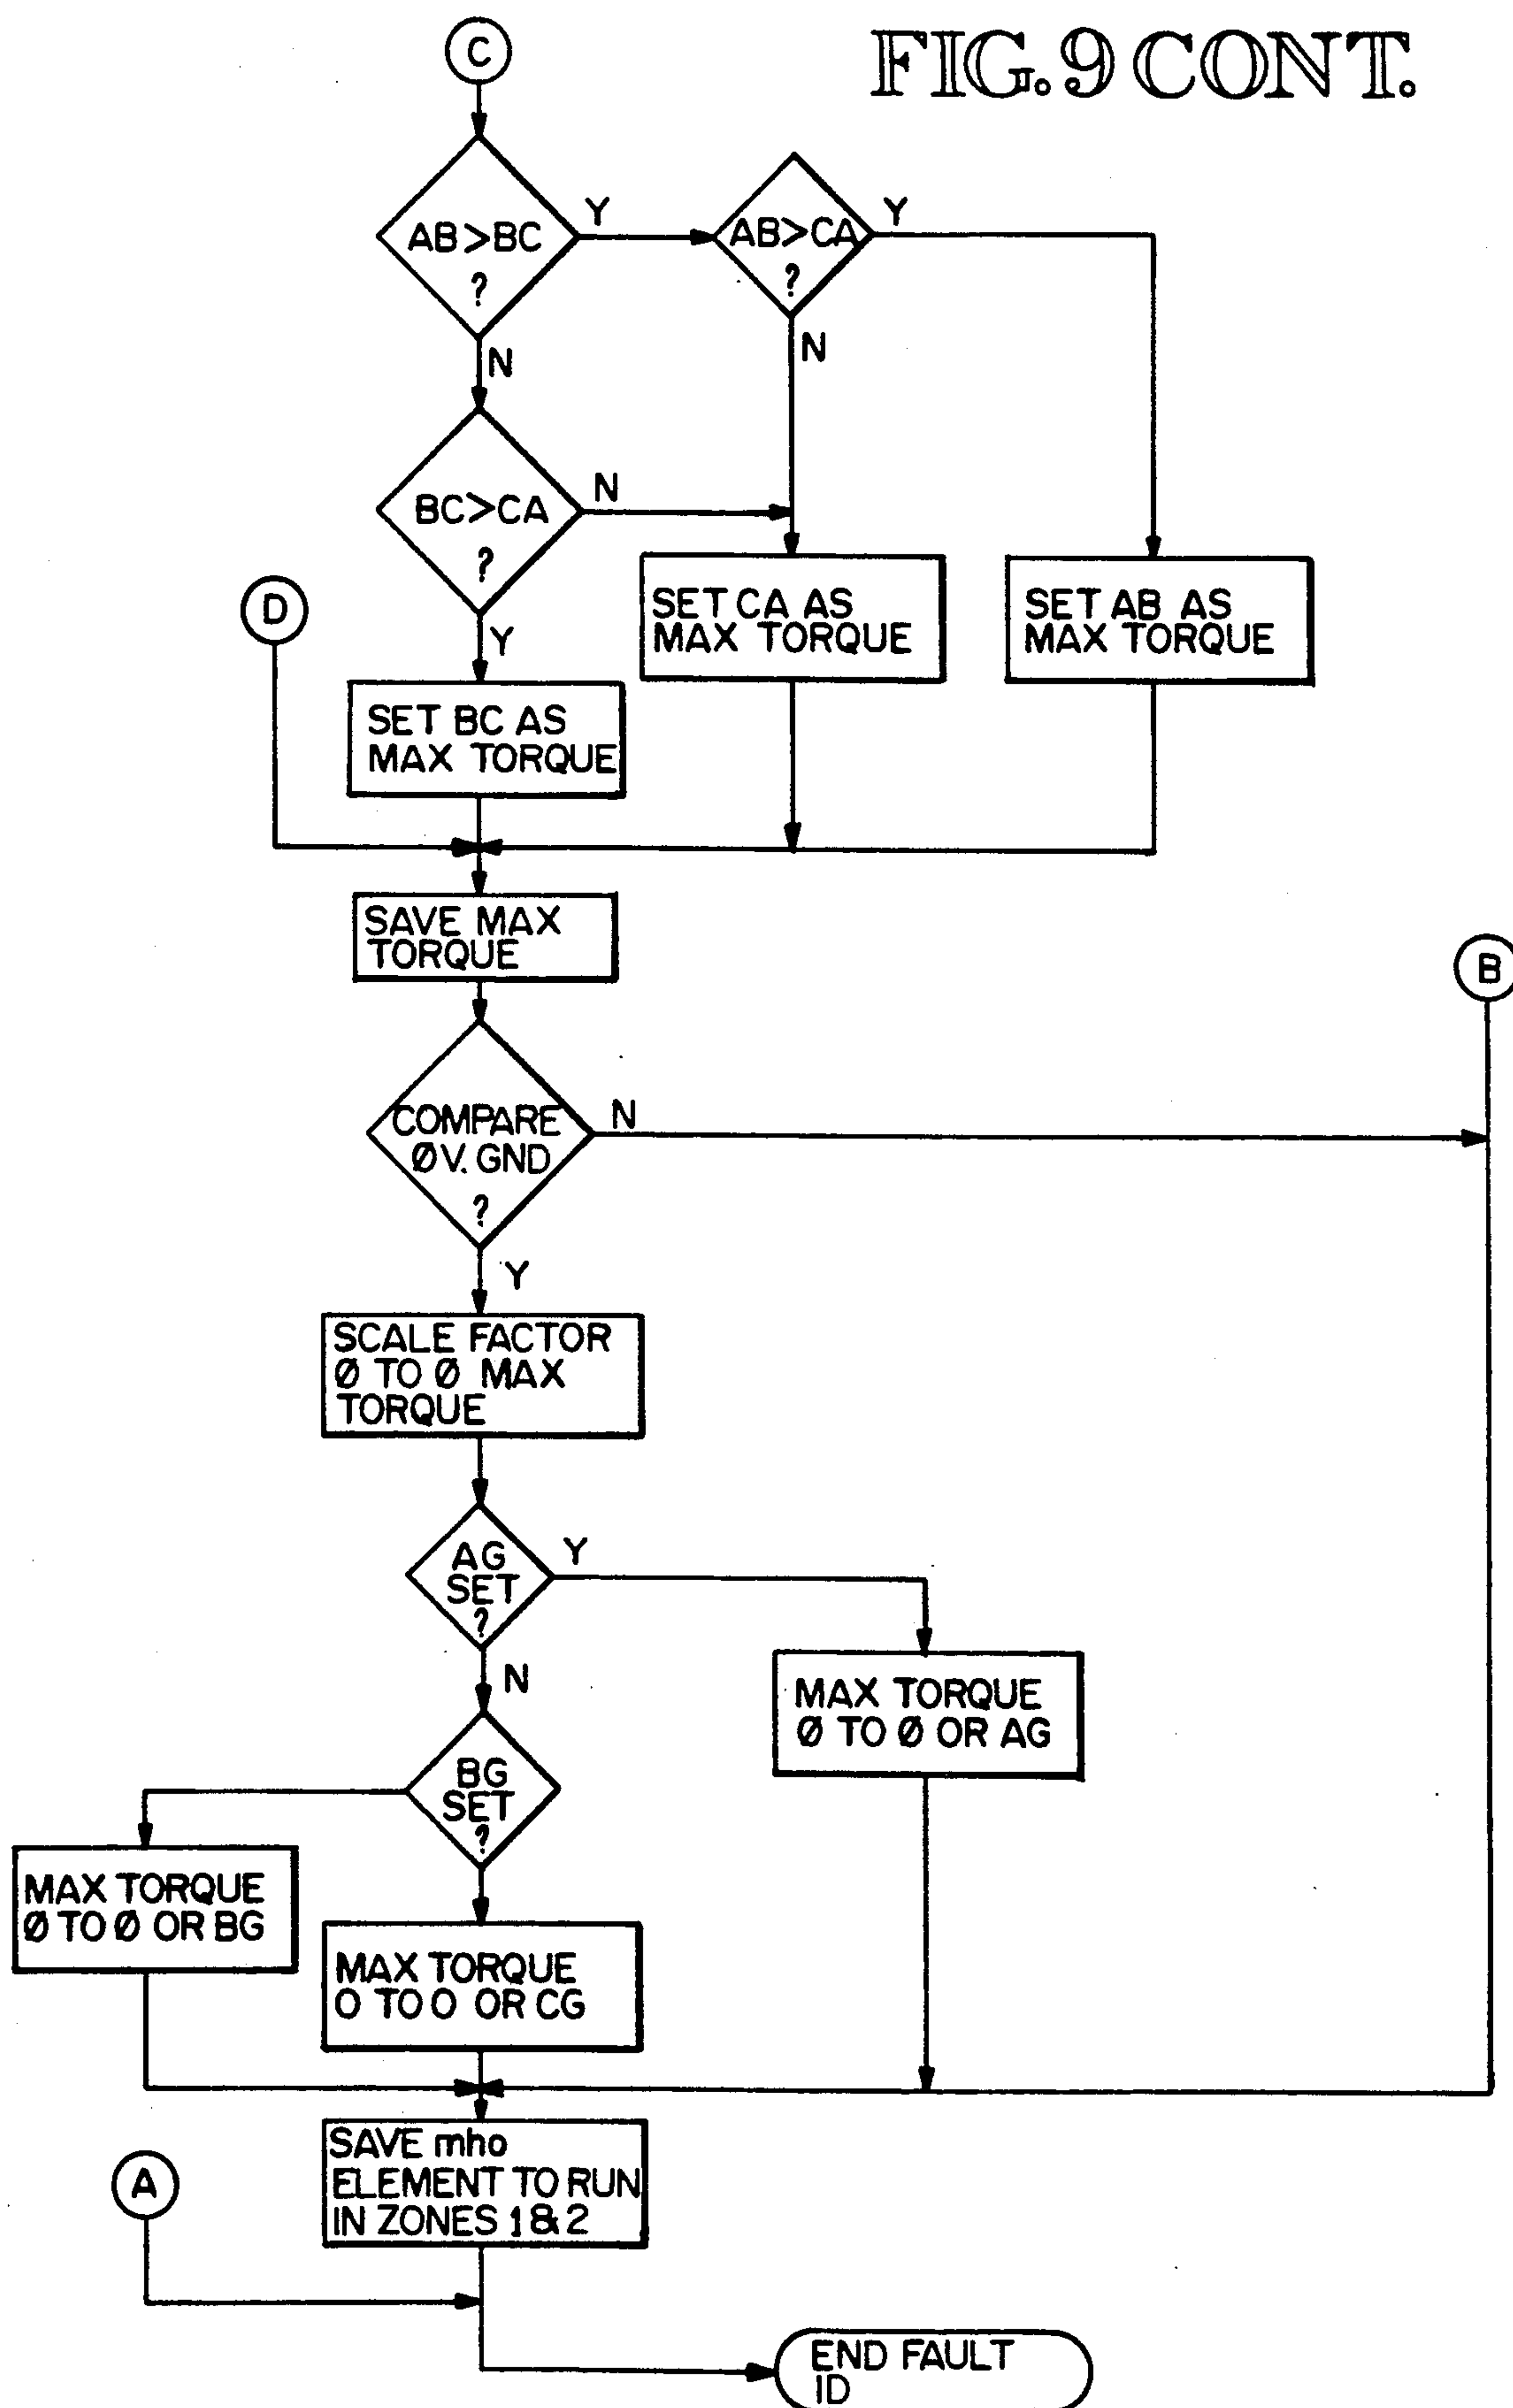 FIG. 9 CONT.
C
AB>BC
?
Y
AB>CA
?
Y
N
N
BC>CA
?
N
Y
D
SET CA AS
MAX TORQUE
SET AB AS
MAX TORQUE
SET BC AS
MAX TORQUE
SAVE MAX
TORQUE
B
COMPARE
Ø V. GND
?
N
Y
SCALE FACTOR
Ø TO Ø MAX
TORQUE
AG
SET
?
Y
N
MAX TORQUE
Ø TO Ø OR AG
BG
SET
?
MAX TORQUE
Ø TO Ø OR BG
MAX TORQUE
O TO O OR CG
SAVE mho
ELEMENT TO RUN
IN ZONES 1 & 2
A
END FAULT
ID